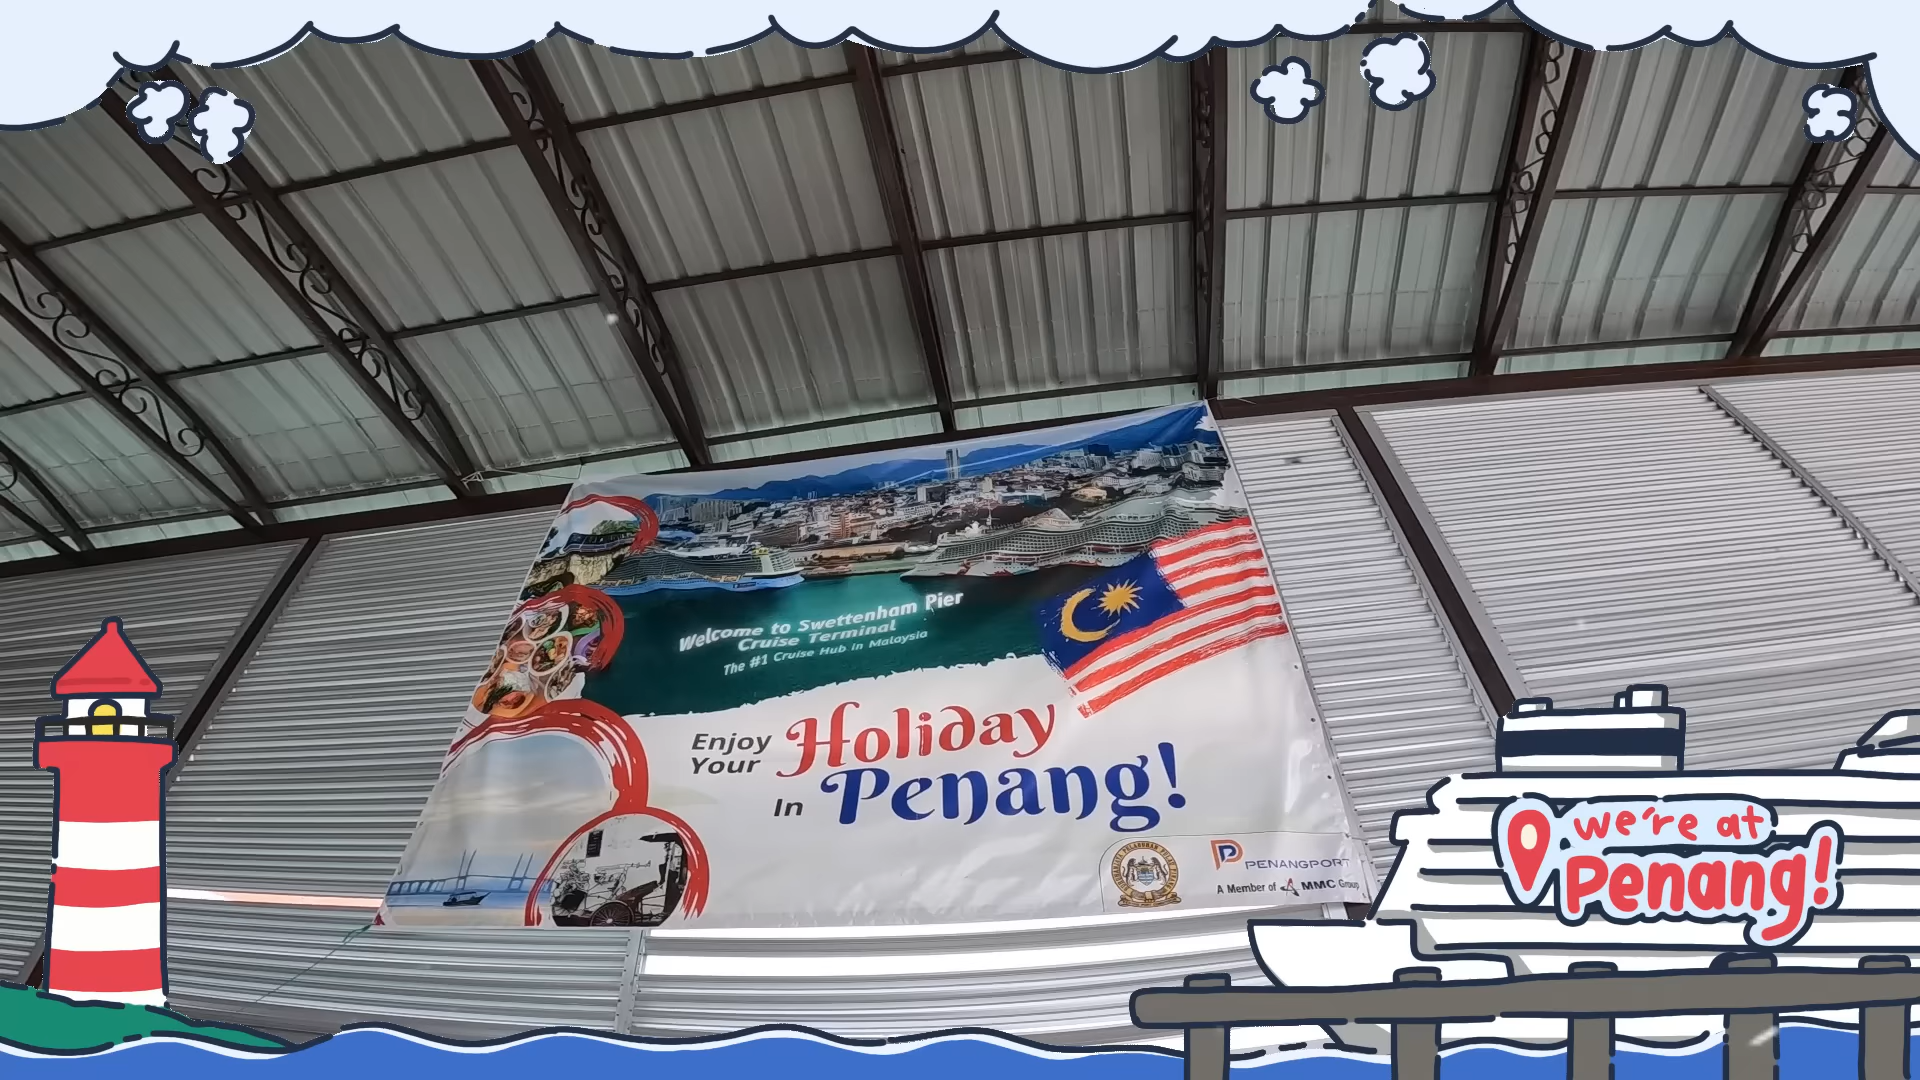 Welcome to Swettenham Pier
Cruise Terminal
The #1 Cruise Hub in Malaysia
Enjoy
Your
Holiday
In
Penang!
PENANGPORT
A Member of MMC Group
we're at
Penang!